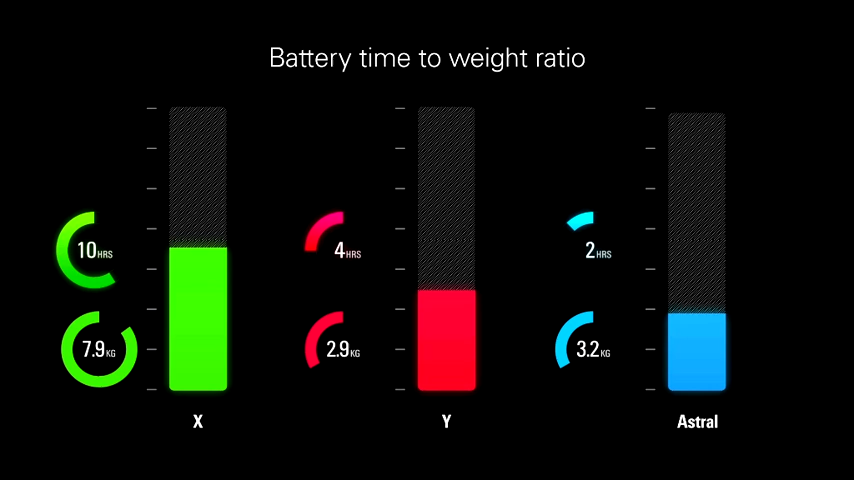 Battery time to weight ratio
10HRS
4HRS
2HRS
7.9KG
2.9KG
3.2KG
X
Y
Astral